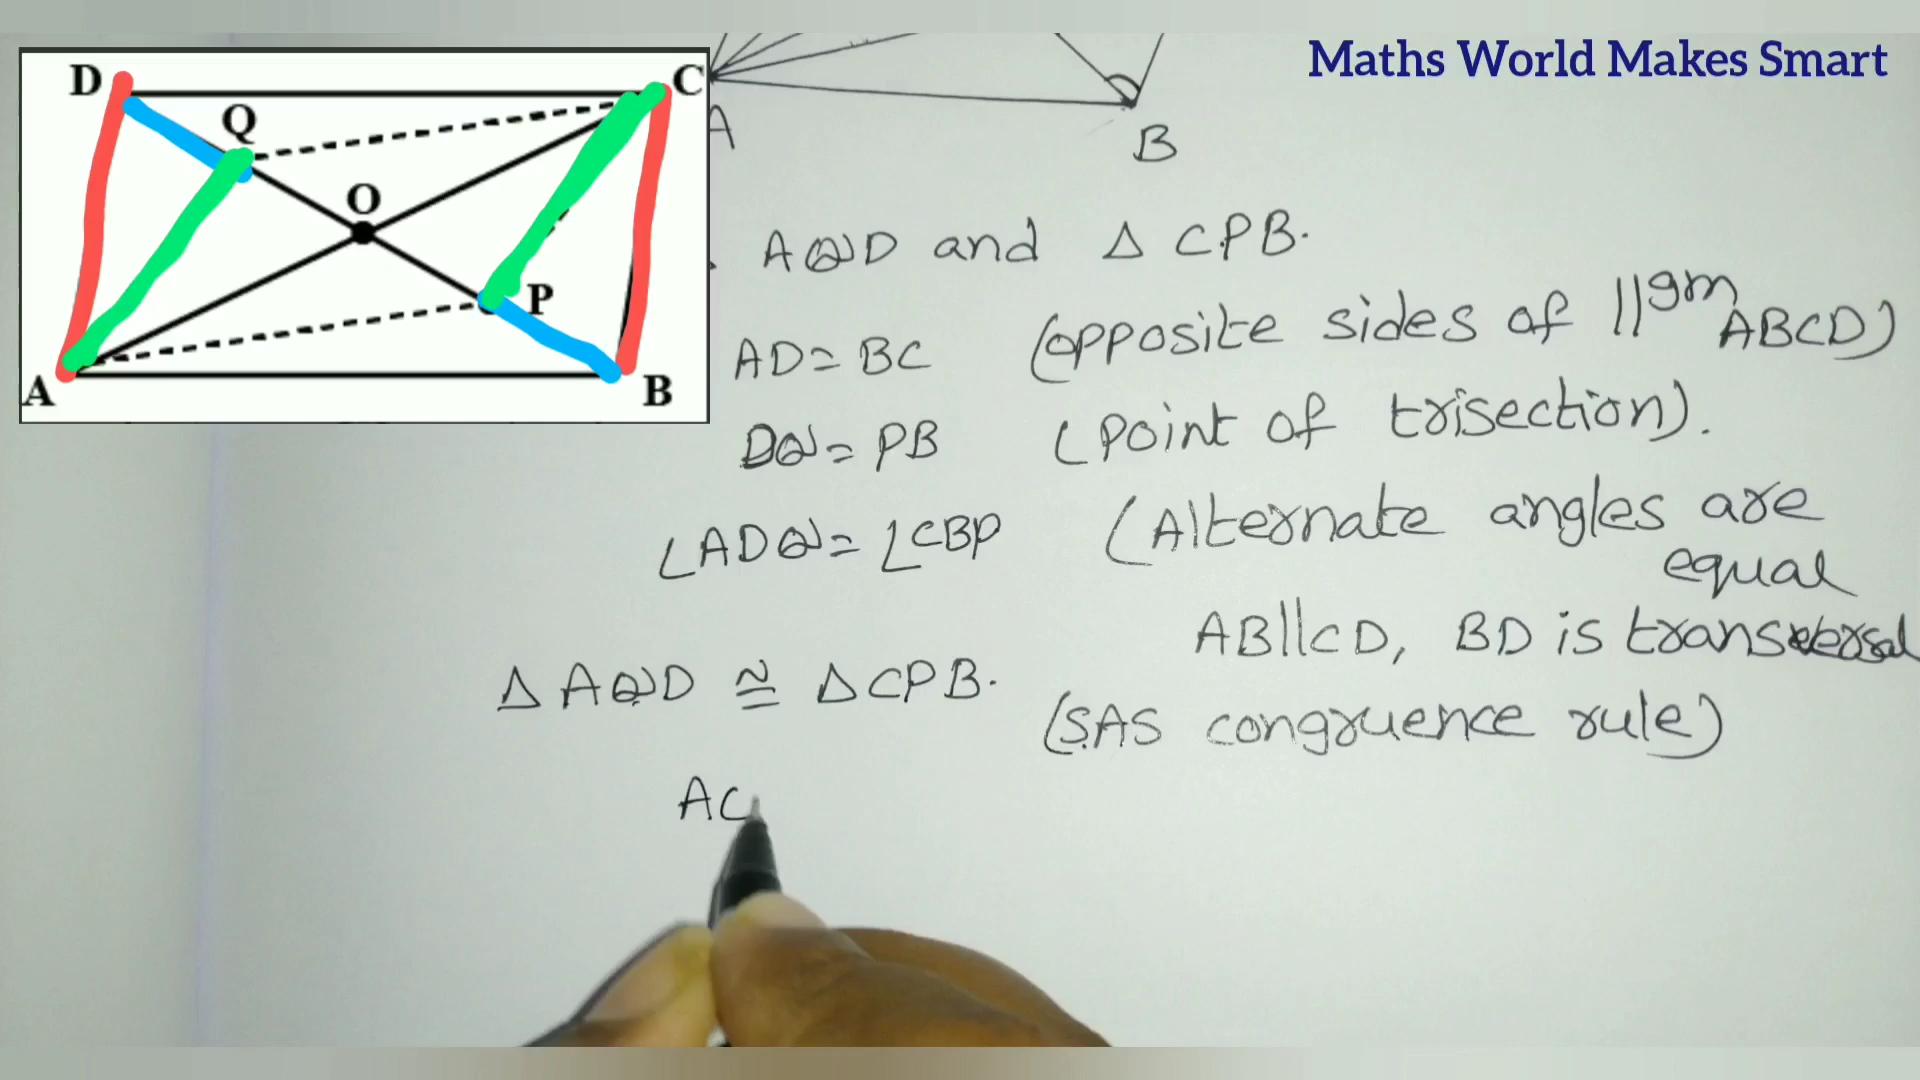 Maths World Makes Smart
D
C
Q
O
P
A
B
A
B
AQD and Δ CPB.
AD = BC (opposite sides of ||gm ABCD)
DQ = PB (point of trisection).
∠ADQ = ∠CBP (Alternate angles are
equal
AB||CD, BD is transversal
Δ AQD ≅ ΔCPB.
(SAS congruence rule)
AC